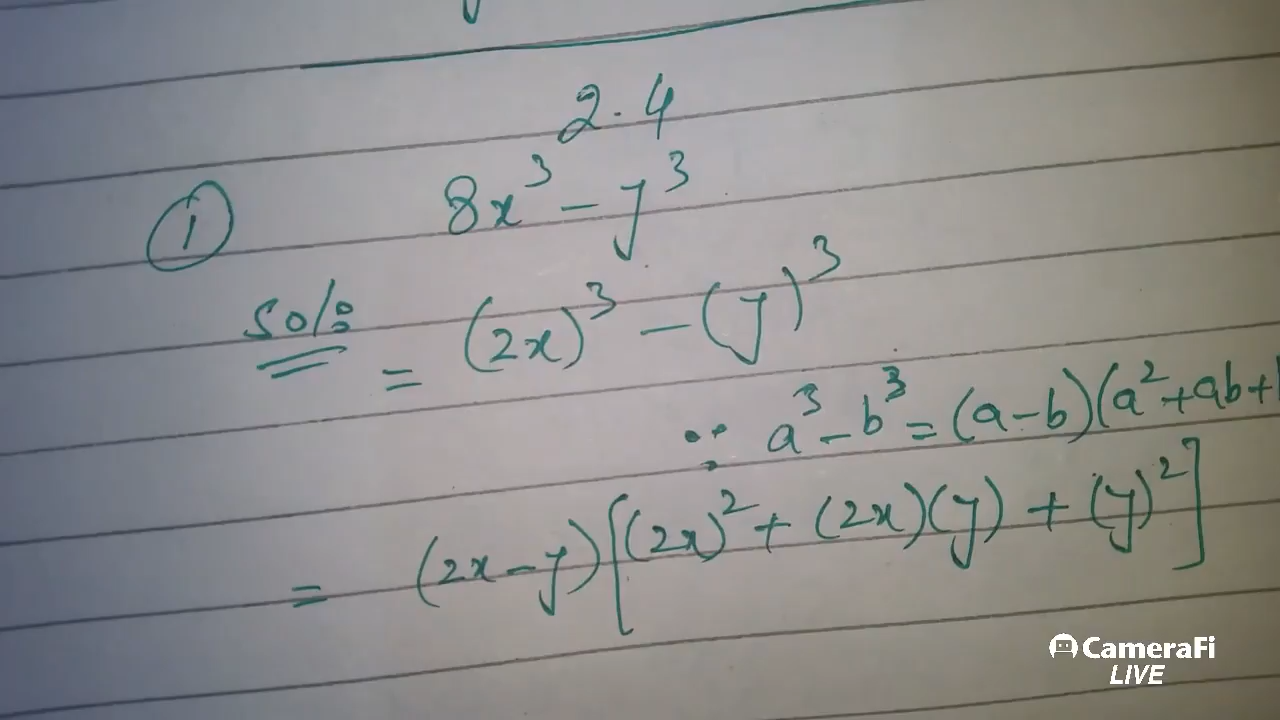 2.4
① 8x³ - y³
Sol: = (2x)³ - (y)³
∵ a³ - b³ = (a-b)(a²+ab+
= (2x-y)[(2x)² + (2x)(y) + (y)²]
CameraFi
LIVE